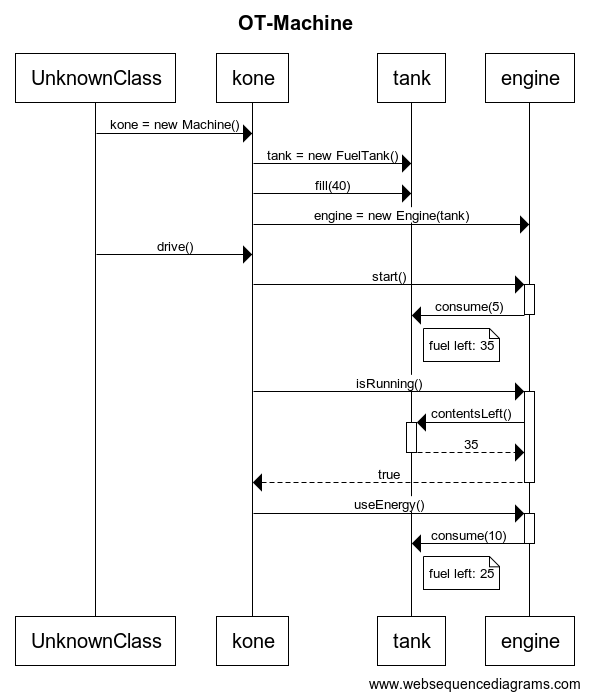 OT-Machine
UnknownClass kone tank engine
kone = new Machine()
tank = new FuelTank()
fill(40)
engine = new Engine(tank)
drive()
start()
consume(5)
fuel left: 35
isRunning()
contentsLeft()
35
true
useEnergy()
consume(10)
fuel left: 25
UnknownClass kone tank engine
www.websequencediagrams.com